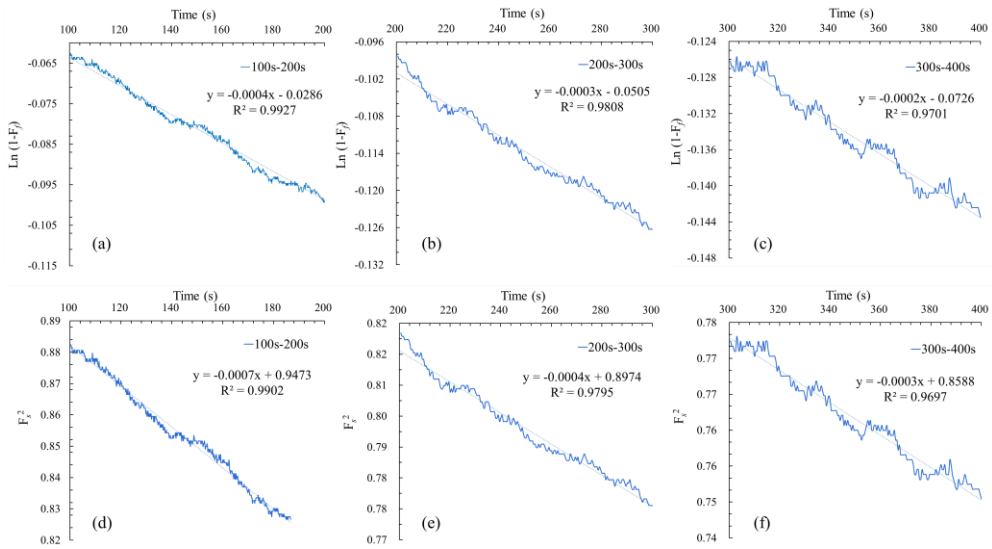 Time (s)
100 120 140 160 180 200
-0.065
-0.075
-0.085
-0.095
-0.105
-0.115
Ln (1-Ff)
100s-200s
y = -0.0004x - 0.0286
R² = 0.9927
(a)
Time (s)
200 220 240 260 280 300
-0.096
-0.102
-0.108
-0.114
-0.120
-0.126
-0.132
Ln (1-Ff)
200s-300s
y = -0.0003x - 0.0505
R² = 0.9808
(b)
Time (s)
300 320 340 360 380 400
-0.124
-0.128
-0.132
-0.136
-0.140
-0.144
-0.148
Ln (1-Ff)
300s-400s
y = -0.0002x - 0.0726
R² = 0.9701
(c)
Time (s)
100 120 140 160 180 200
0.89
0.88
0.87
0.86
0.85
0.84
0.83
0.82
Fs²
100s-200s
y = -0.0007x + 0.9473
R² = 0.9902
(d)
Time (s)
200 220 240 260 280 300
0.82
0.82
0.81
0.80
0.79
0.78
0.77
Fs²
200s-300s
y = -0.0004x + 0.8974
R² = 0.9795
(e)
Time (s)
300 320 340 360 380 400
0.78
0.77
0.77
0.76
0.76
0.75
0.74
Fs²
300s-400s
y = -0.0003x + 0.8588
R² = 0.9697
(f)